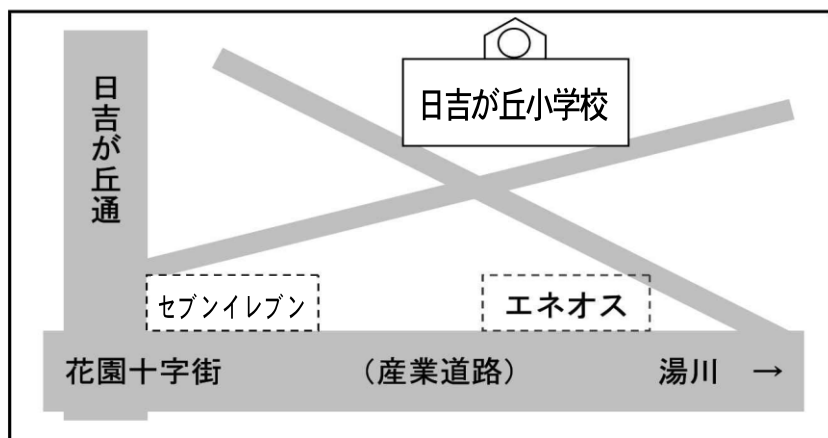 日吉が丘通
日吉が丘小学校
セブンイレブン
エネオス
花園十字街 （産業道路） 湯川 →